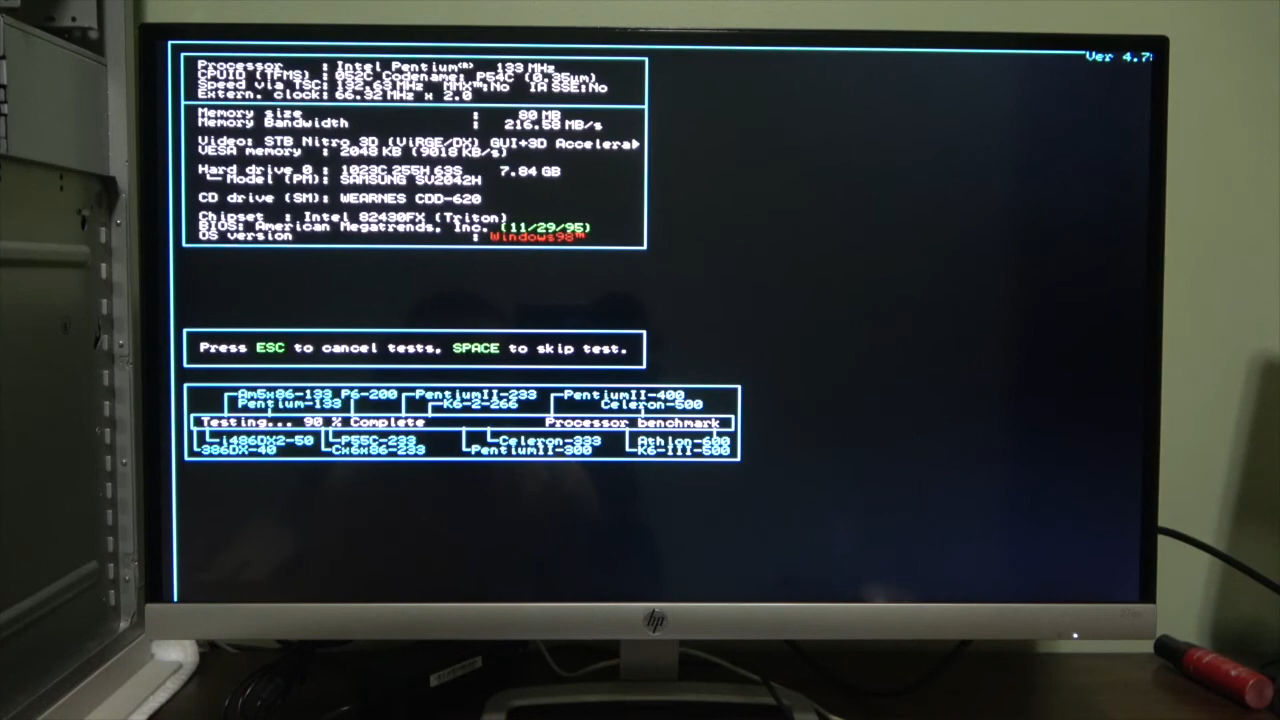 Ver 4.7
Processor : Intel Pentium(R) 133 MHz
CPUID (TFMS) : 052C Codename: P54C (0.35µm)
Speed via TSC: 132.63 MHz MMX™:No IA SSE:No
Extern. clock: 66.32 MHz x 2.0
Memory size : 80 MB
Memory Bandwidth : 216.58 MB/s
Video: STB Nitro 3D (ViRGE/DX) GUI+3D Accelera
VESA memory : 2048 KB (9018 KB/s)
Hard drive 0 : 1023C 255H 63S 7.84 GB
Model (PM): SAMSUNG SV2042H
CD drive (SM): WEARNES CDD-620
Chipset : Intel 82430FX (Triton)
BIOS: American Megatrends, Inc. (11/29/95)
OS version : Windows98™
Press ESC to cancel tests, SPACE to skip test.
Am5x86-133 P6-200 PentiumII-233 PentiumII-400
Pentium-133 K6-2-266 Celeron-500
Testing... 90 % Complete Processor benchmark
i486DX2-50 P55C-233 Celeron-333 Athlon-600
386DX-40 Cx6x86-233 PentiumII-300 K6-III-500
hp